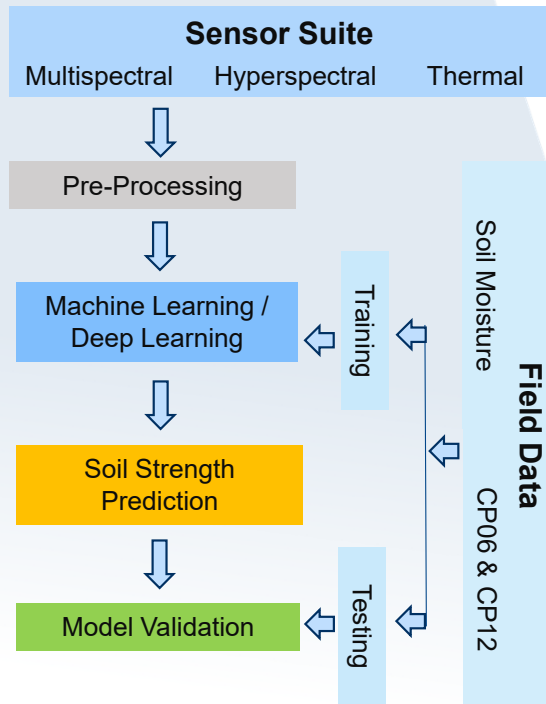 Sensor Suite
Multispectral Hyperspectral Thermal
Pre-Processing
Machine Learning /
Deep Learning
Soil Strength
Prediction
Model Validation
Training
Testing
Soil Moisture
CP06 & CP12
Field Data